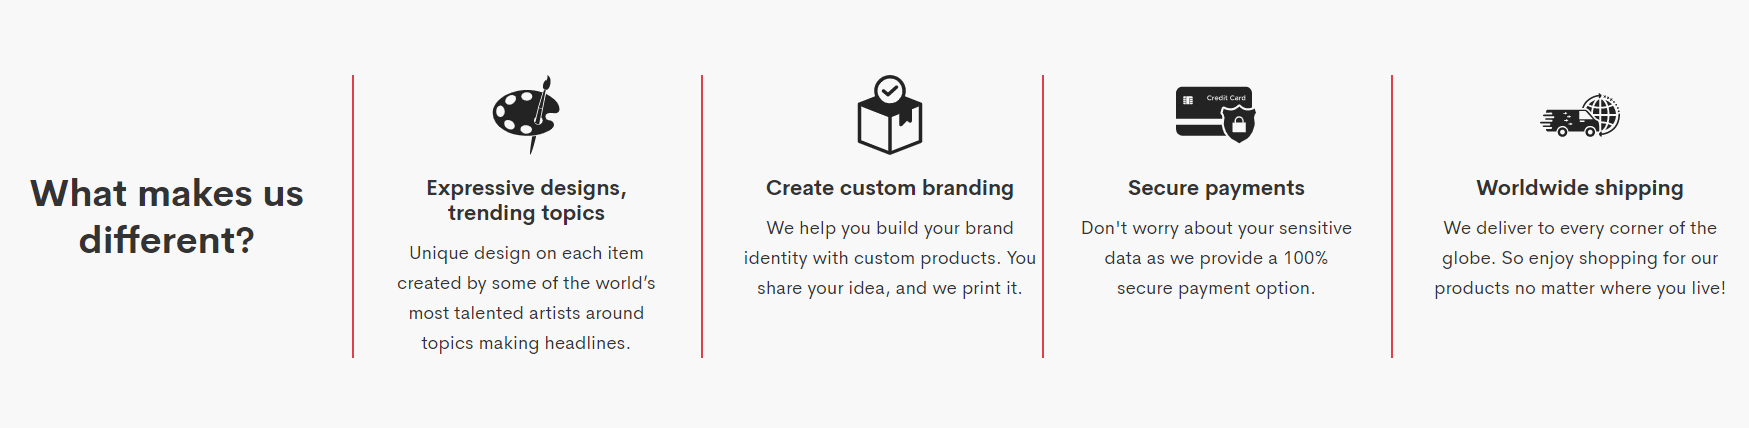 What makes us
different?
Expressive designs,
trending topics
Unique design on each item
created by some of the world’s
most talented artists around
topics making headlines.
Create custom branding
We help you build your brand
identity with custom products. You
share your idea, and we print it.
Credit Card
Secure payments
Don't worry about your sensitive
data as we provide a 100%
secure payment option.
Worldwide shipping
We deliver to every corner of the
globe. So enjoy shopping for our
products no matter where you live!